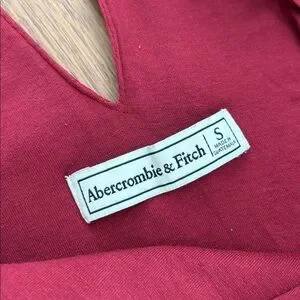 Abercrombie & Fitch
S
MADE IN
GUATEMALA